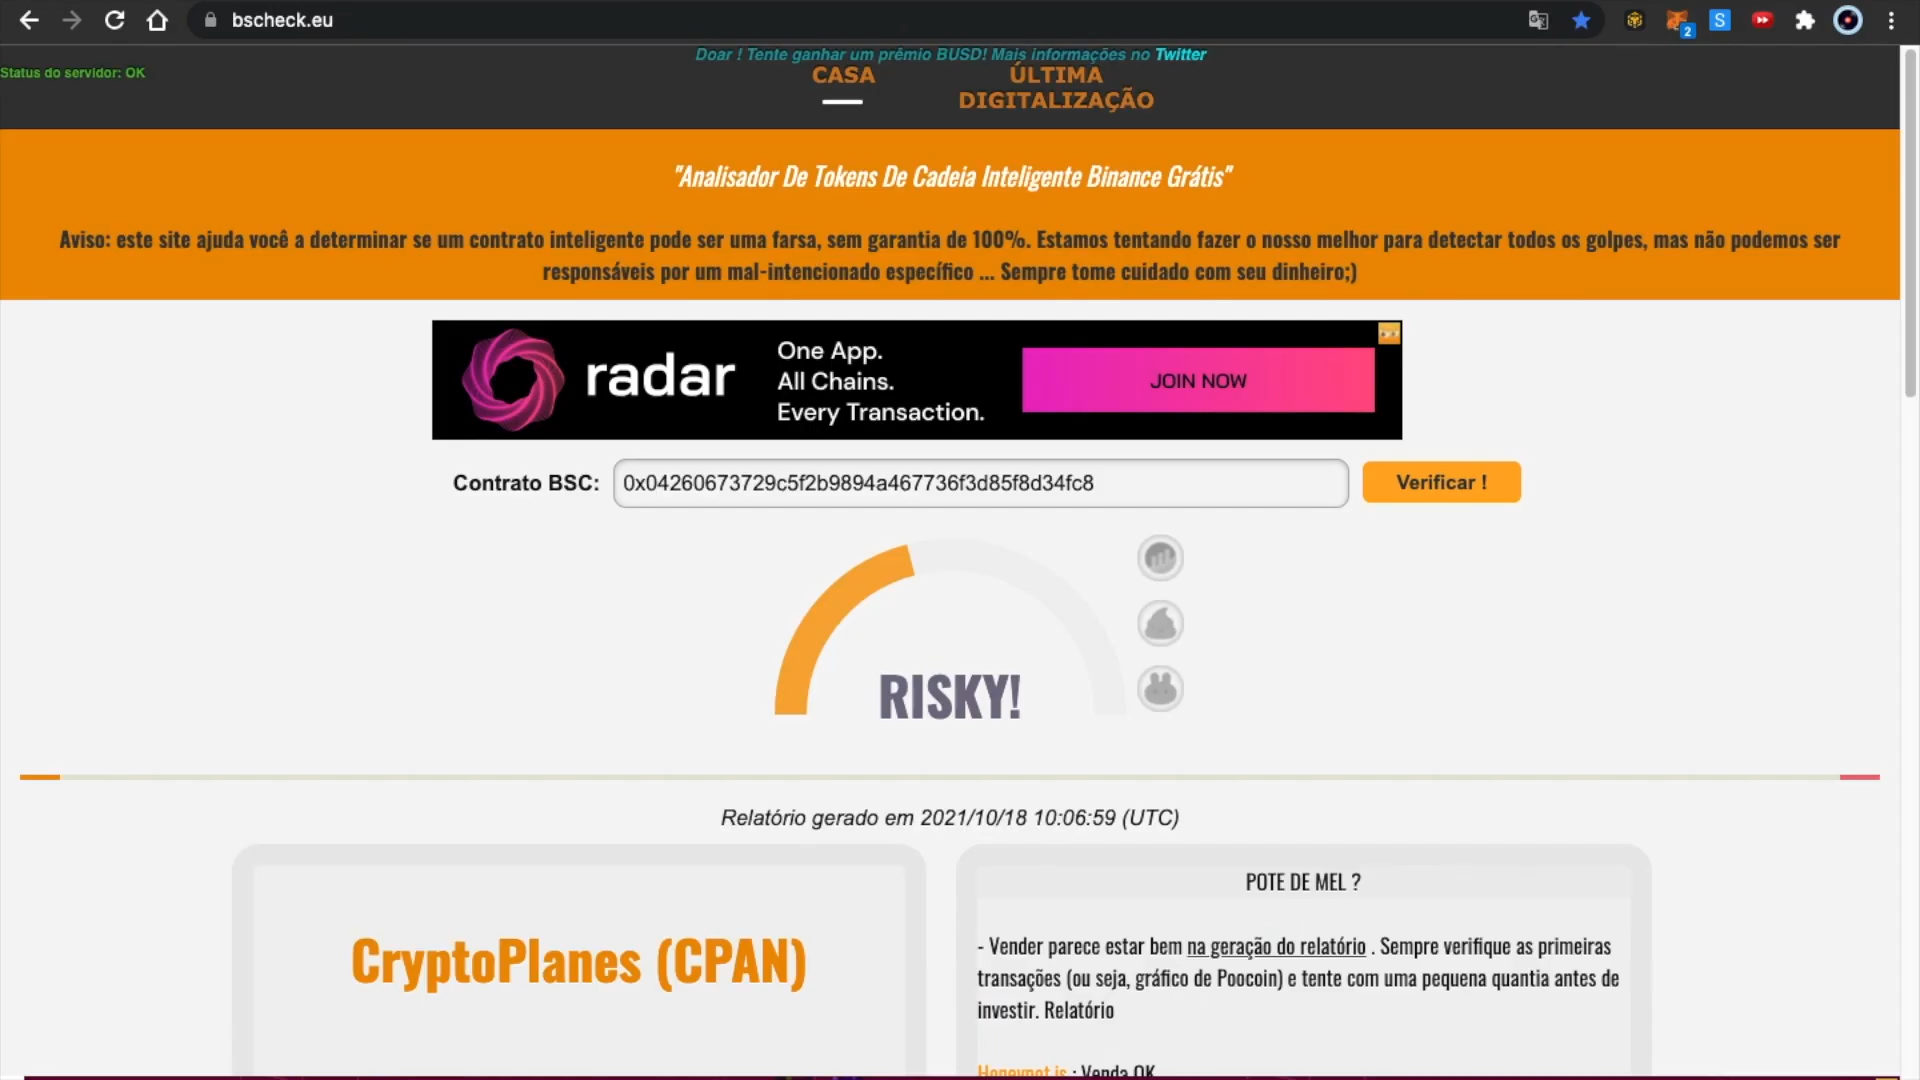 bscheck.eu
2
S
Doar ! Tente ganhar um prêmio BUSD! Mais informações no Twitter
Status do servidor: OK
CASA
ÚLTIMA
DIGITALIZAÇÃO
"Analisador De Tokens De Cadeia Inteligente Binance Grátis"
Aviso: este site ajuda você a determinar se um contrato inteligente pode ser uma farsa, sem garantia de 100%. Estamos tentando fazer o nosso melhor para detectar todos os golpes, mas não podemos ser
responsáveis por um mal-intencionado específico ... Sempre tome cuidado com seu dinheiro;)
radar
One App.
All Chains.
Every Transaction.
JOIN NOW
Contrato BSC:
0x04260673729c5f2b9894a467736f3d85f8d34fc8
Verificar !
RISKY!
Relatório gerado em 2021/10/18 10:06:59 (UTC)
CryptoPlanes (CPAN)
POTE DE MEL ?
- Vender parece estar bem na geração do relatório . Sempre verifique as primeiras
transações (ou seja, gráfico de Poocoin) e tente com uma pequena quantia antes de
investir. Relatório
Honeypot.is : Venda OK